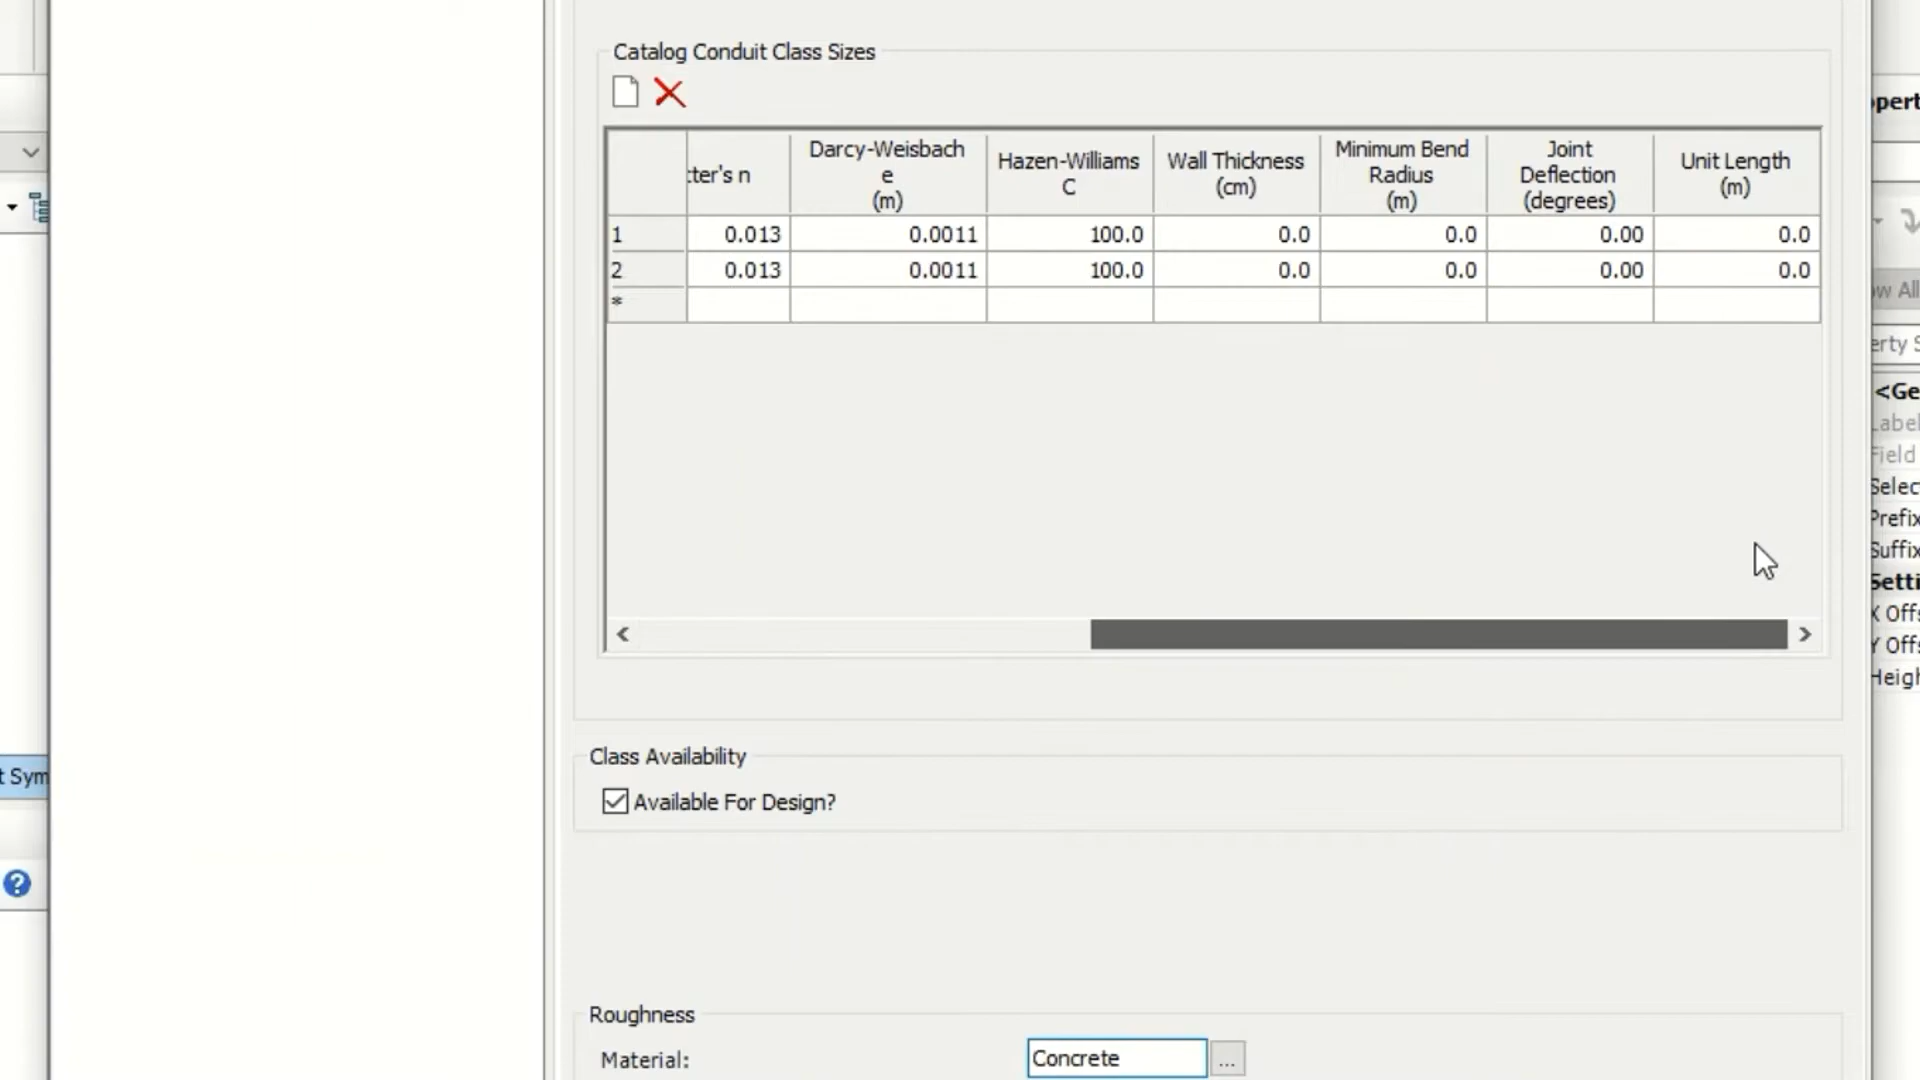 Catalog Conduit Class Sizes
tter's n
Darcy-Weisbach
e
(m)
Hazen-Williams
C
Wall Thickness
(cm)
Minimum Bend
Radius
(m)
Joint
Deflection
(degrees)
Unit Length
(m)
1 0.013 0.0011 100.0 0.0 0.0 0.00 0.0
2 0.013 0.0011 100.0 0.0 0.0 0.00 0.0
*
Class Availability
Available For Design?
Roughness
Material: Concrete ...
t Sym
?
opert
ow All
erty S
<Ge
Label
Field
Selec
Prefix
Suffix
Setti
X Offs
Y Offs
Heigh